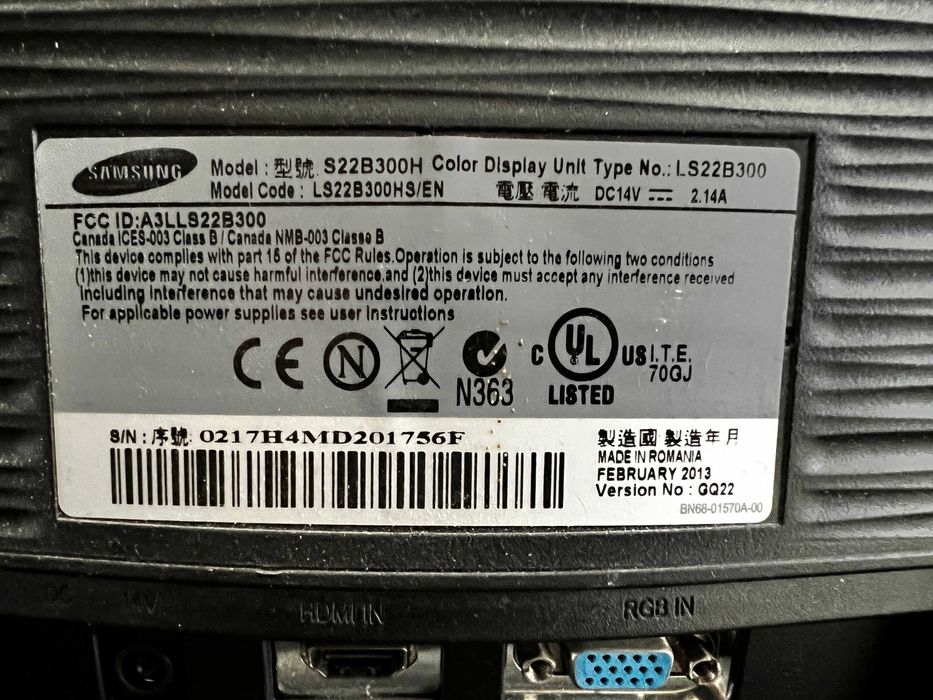 SAMSUNG
Model : 型號 S22B300H Color Display Unit Type No.: LS22B300
Model Code : LS22B300HS/EN 電壓 電流 DC14V 2.14A
FCC ID:A3LLS22B300
Canada ICES-003 Class B / Canada NMB-003 Classe B
This device complies with part 15 of the FCC Rules.Operation is subject to the following two conditions
(1)this device may not cause harmful interference.and (2)this device must accept any interference received
Including Interference that may cause undesired operation.
For applicable power supplies see user Instructions
CE N N363 C UL US LISTED I.T.E. 70GJ
S/N : 序號: 0217H4MD201756F
製造國 製造年月
MADE IN ROMANIA
FEBRUARY 2013
Version No : GQ22
BN68-01570A-00
DC 14V HDMI IN RGB IN